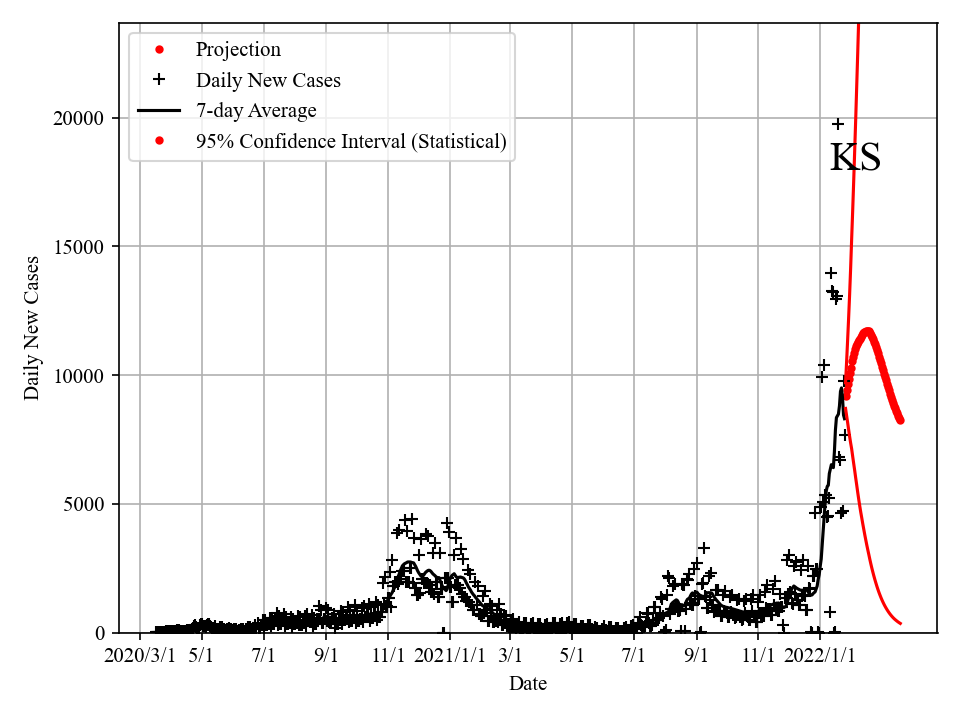 Projection
Daily New Cases
7-day Average
95% Confidence Interval (Statistical)
KS
20000
15000
10000
5000
0
Daily New Cases
2020/3/1 5/1 7/1 9/1 11/1 2021/1/1 3/1 5/1 7/1 9/1 11/1 2022/1/1
Date